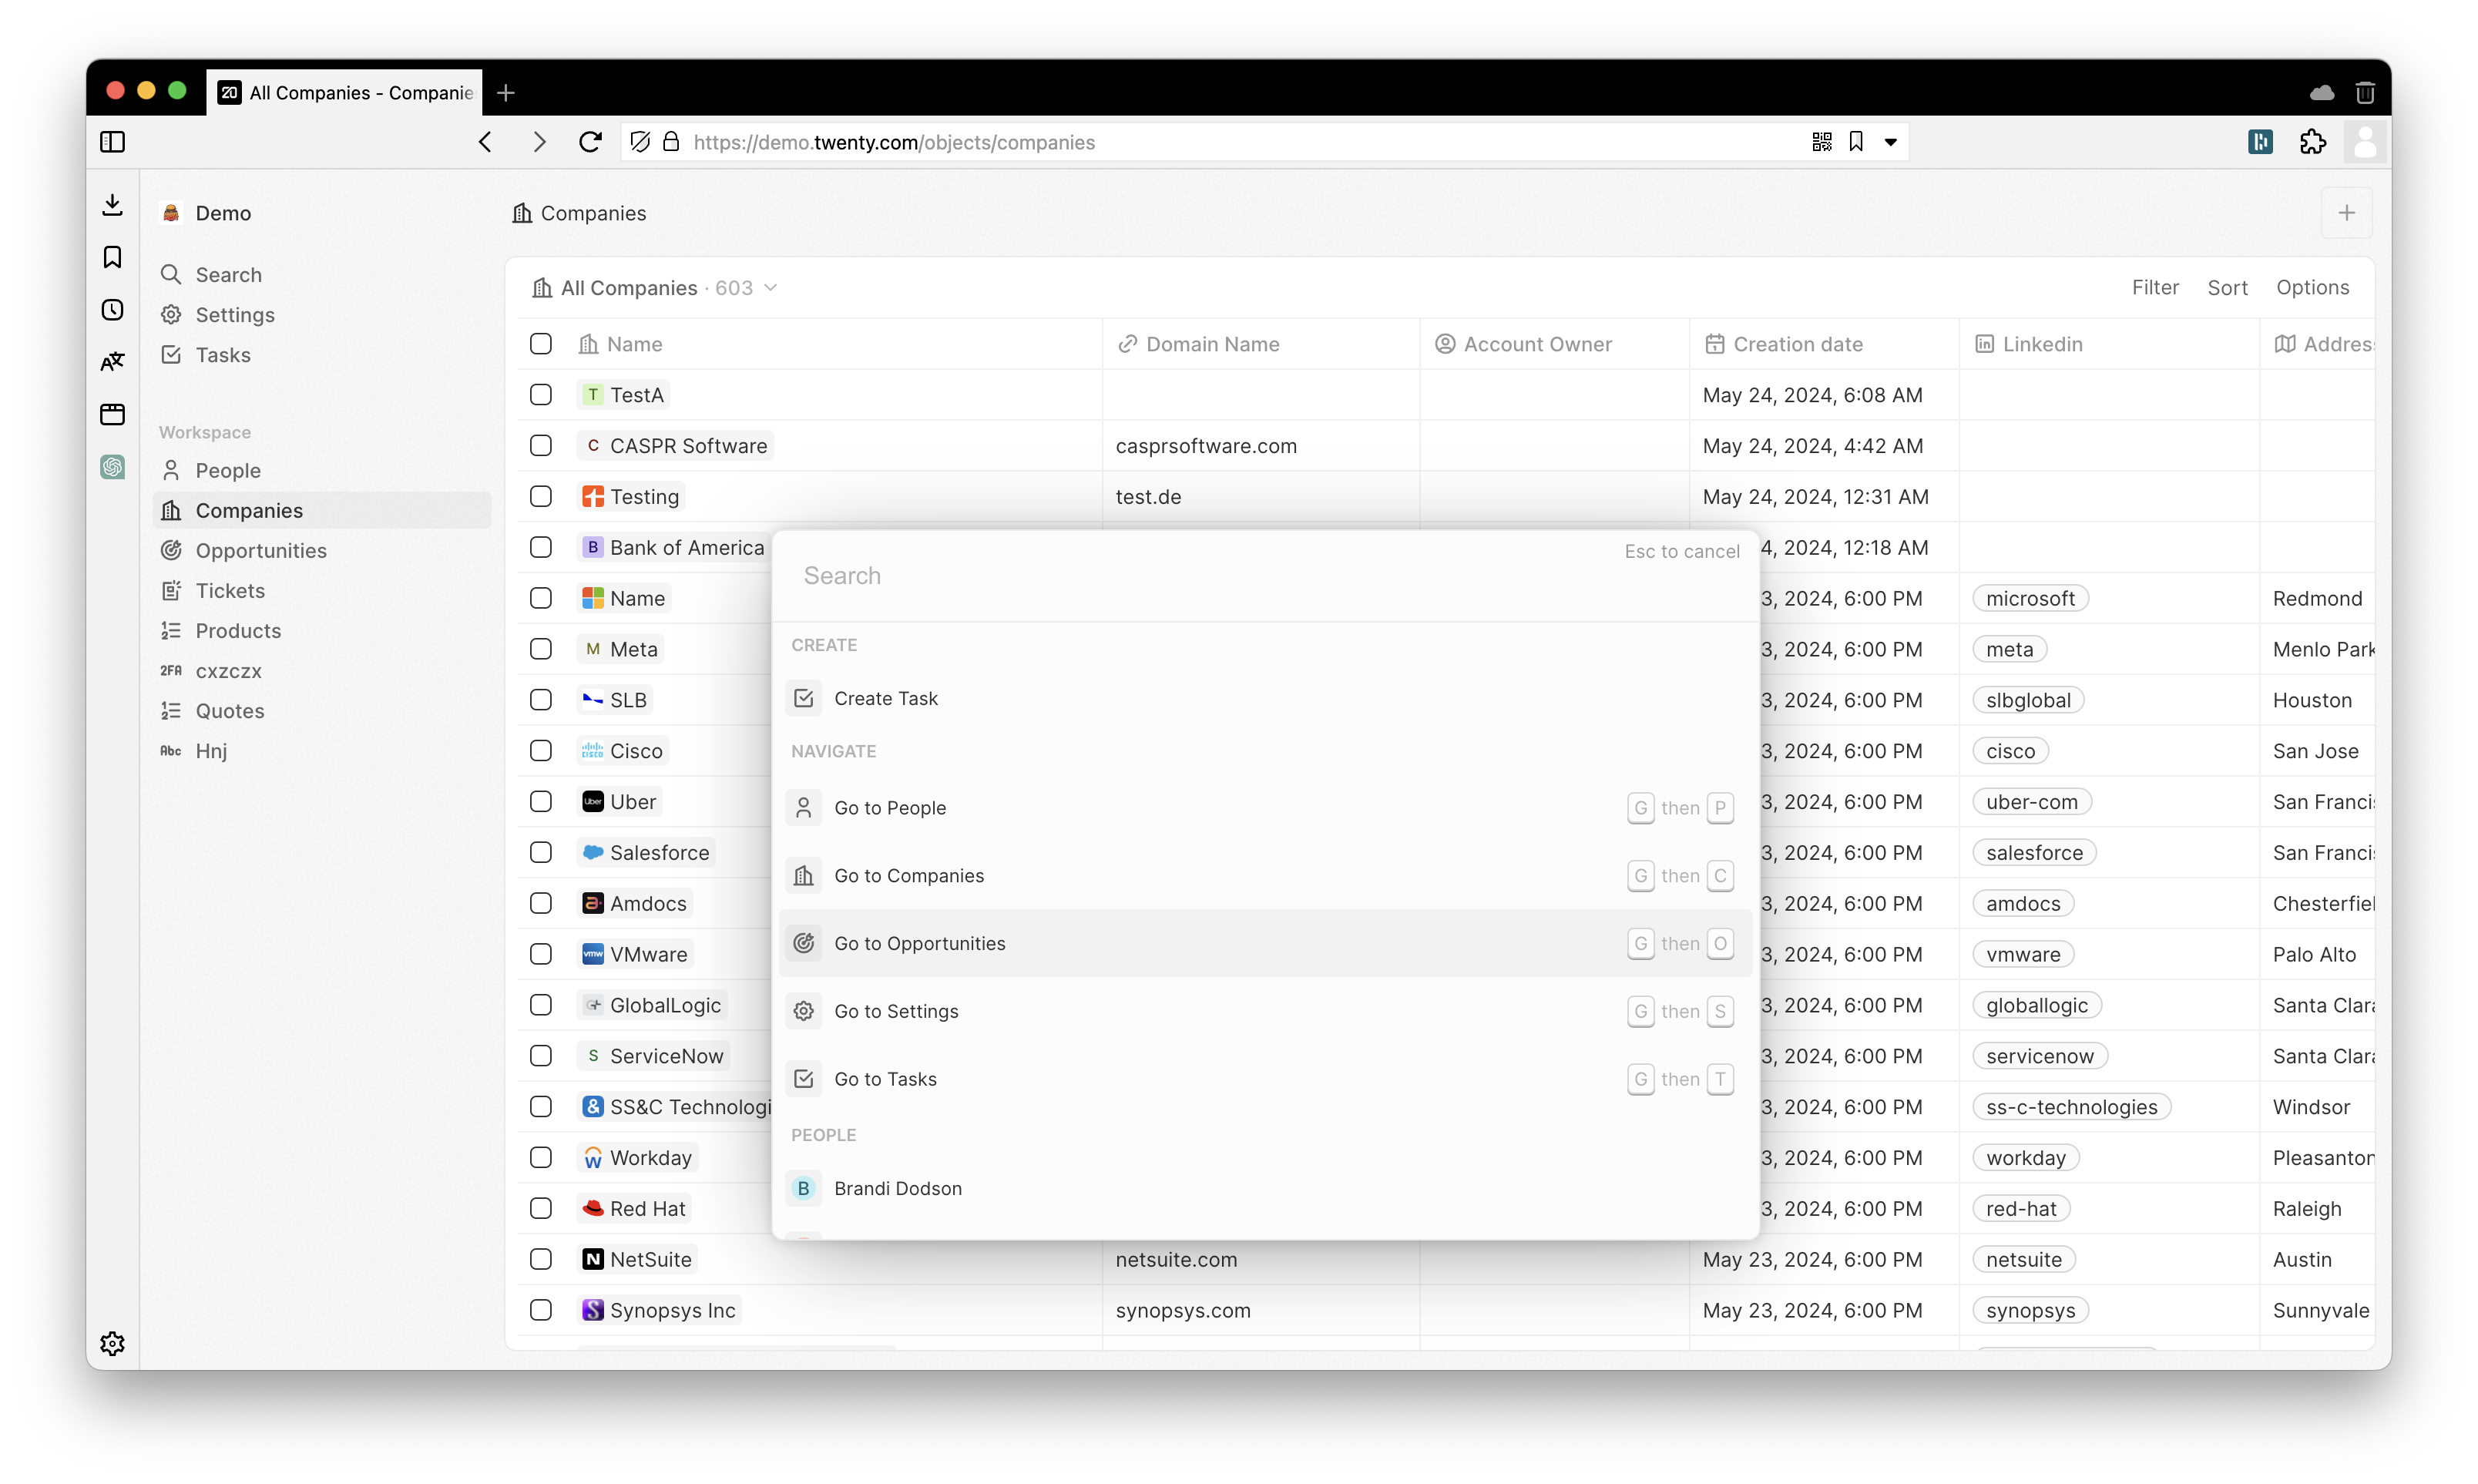 20 All Companies - Companie
https://demo.twenty.com/objects/companies
Demo
Search
Settings
Tasks
Workspace
People
Companies
Opportunities
Tickets
Products
2FA cxzczx
Quotes
Abc Hnj
Companies
All Companies · 603
Filter Sort Options
Name Domain Name Account Owner Creation date Linkedin Addres
T TestA May 24, 2024, 6:08 AM
C CASPR Software casprsoftware.com May 24, 2024, 4:42 AM
Testing test.de May 24, 2024, 12:31 AM
B Bank of America 4, 2024, 12:18 AM
Name 3, 2024, 6:00 PM microsoft Redmond
M Meta 3, 2024, 6:00 PM meta Menlo Park
SLB 3, 2024, 6:00 PM slbglobal Houston
cisco Cisco 3, 2024, 6:00 PM cisco San Jose
Uber Uber 3, 2024, 6:00 PM uber-com San Franci
Salesforce 3, 2024, 6:00 PM salesforce San Franci
a Amdocs 3, 2024, 6:00 PM amdocs Chesterfiel
vmw VMware 3, 2024, 6:00 PM vmware Palo Alto
GlobalLogic 3, 2024, 6:00 PM globallogic Santa Clara
S ServiceNow 3, 2024, 6:00 PM servicenow Santa Clara
& SS&C Technologi 3, 2024, 6:00 PM ss-c-technologies Windsor
W Workday 3, 2024, 6:00 PM workday Pleasanton
Red Hat 3, 2024, 6:00 PM red-hat Raleigh
N NetSuite netsuite.com May 23, 2024, 6:00 PM netsuite Austin
S Synopsys Inc synopsys.com May 23, 2024, 6:00 PM synopsys Sunnyvale
Esc to cancel
Search
CREATE
Create Task
NAVIGATE
Go to People G then P
Go to Companies G then C
Go to Opportunities G then O
Go to Settings G then S
Go to Tasks G then T
PEOPLE
B Brandi Dodson